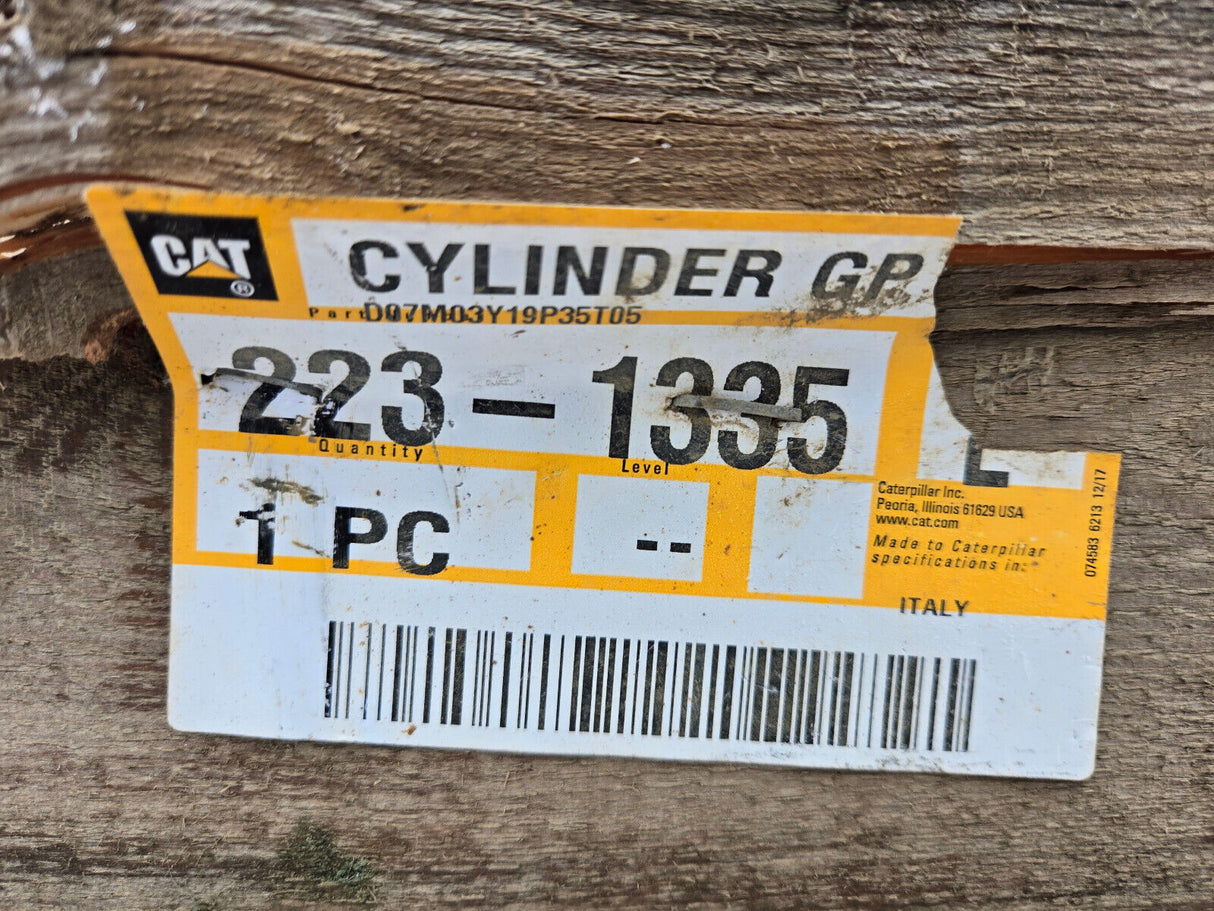 CAT®
CYLINDER GP
D07M03Y19P35T05
223-1335
Quantity
Level
1 PC
--
L
Caterpillar Inc.
Peoria, Illinois 61629 USA
www.cat.com
Made to Caterpillar
specifications in:
ITALY
074583 6213 12/17